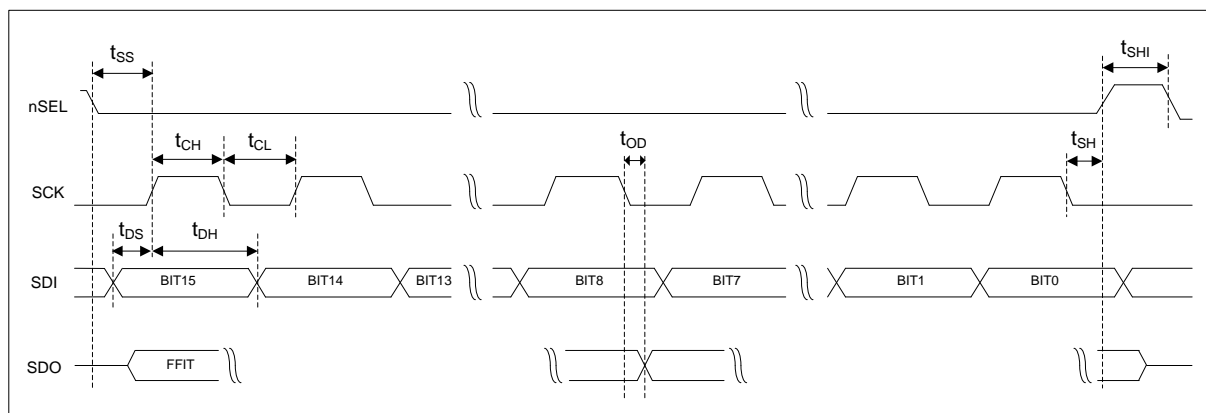 tSS
tSHI
nSEL
tCH
tCL
tOD
tSH
SCK
tDS
tDH
SDI
BIT15
BIT14
BIT13
BIT8
BIT7
BIT1
BIT0
SDO
FFIT